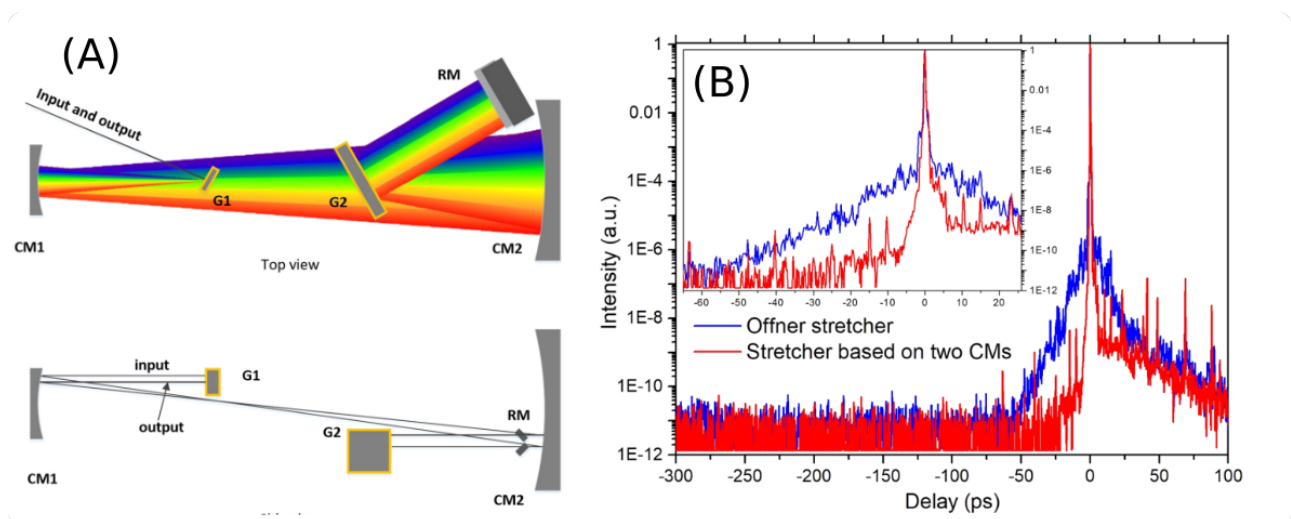 (A)
RM
Input and output
G1
G2
CM1
CM2
Top view
input
G1
output
RM
G2
CM1
CM2
(B)
Intensity (a.u.)
1
0.01
1E-4
1E-6
1E-8
1E-10
1E-12
1
0.01
1E-4
1E-6
1E-8
1E-10
1E-12
-60 -50 -40 -30 -20 -10 0 10 20
Offner stretcher
Stretcher based on two CMs
-300 -250 -200 -150 -100 -50 0 50 100
Delay (ps)